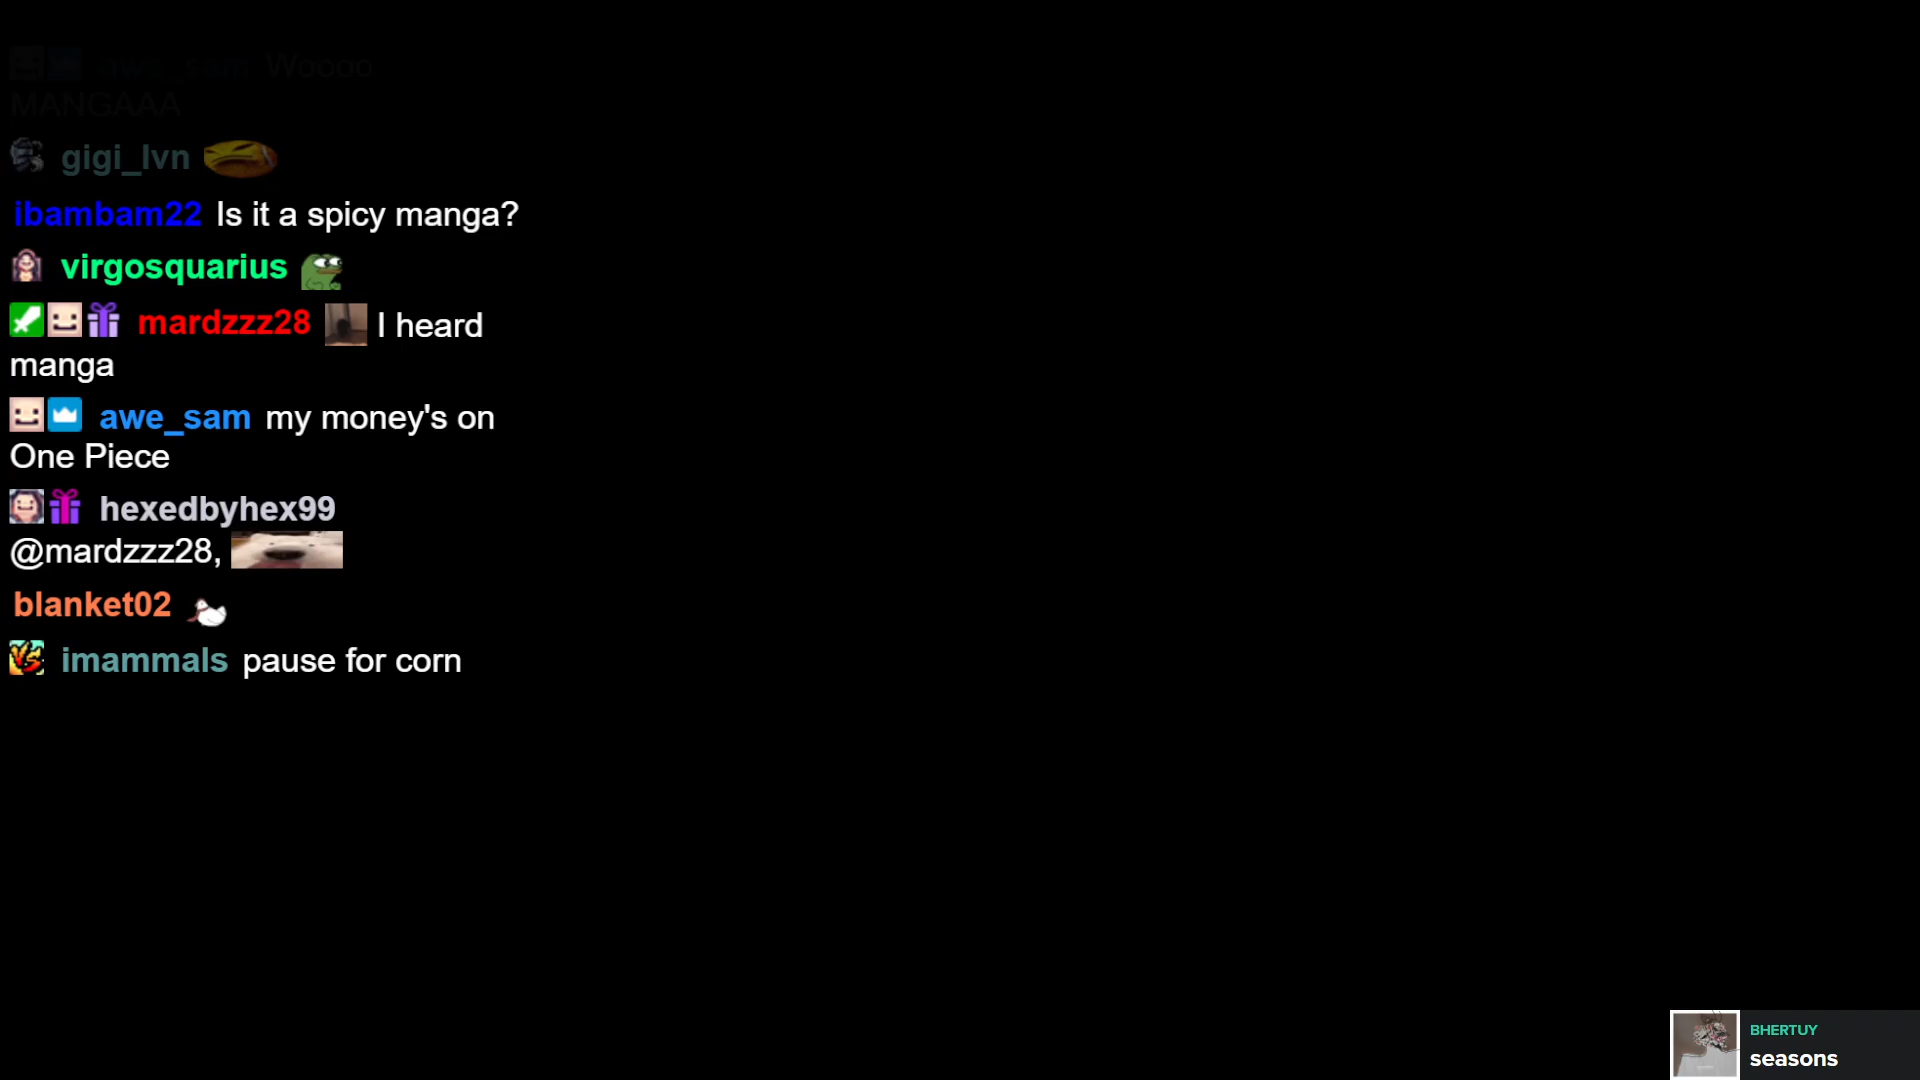 awe_sam Woooo
MANGAAA
gigi_lvn
ibambam22 Is it a spicy manga?
virgosquarius
mardzzz28 I heard
manga
awe_sam my money's on
One Piece
hexedbyhex99
@mardzzz28,
blanket02
imammals pause for corn
BHERTUY
seasons